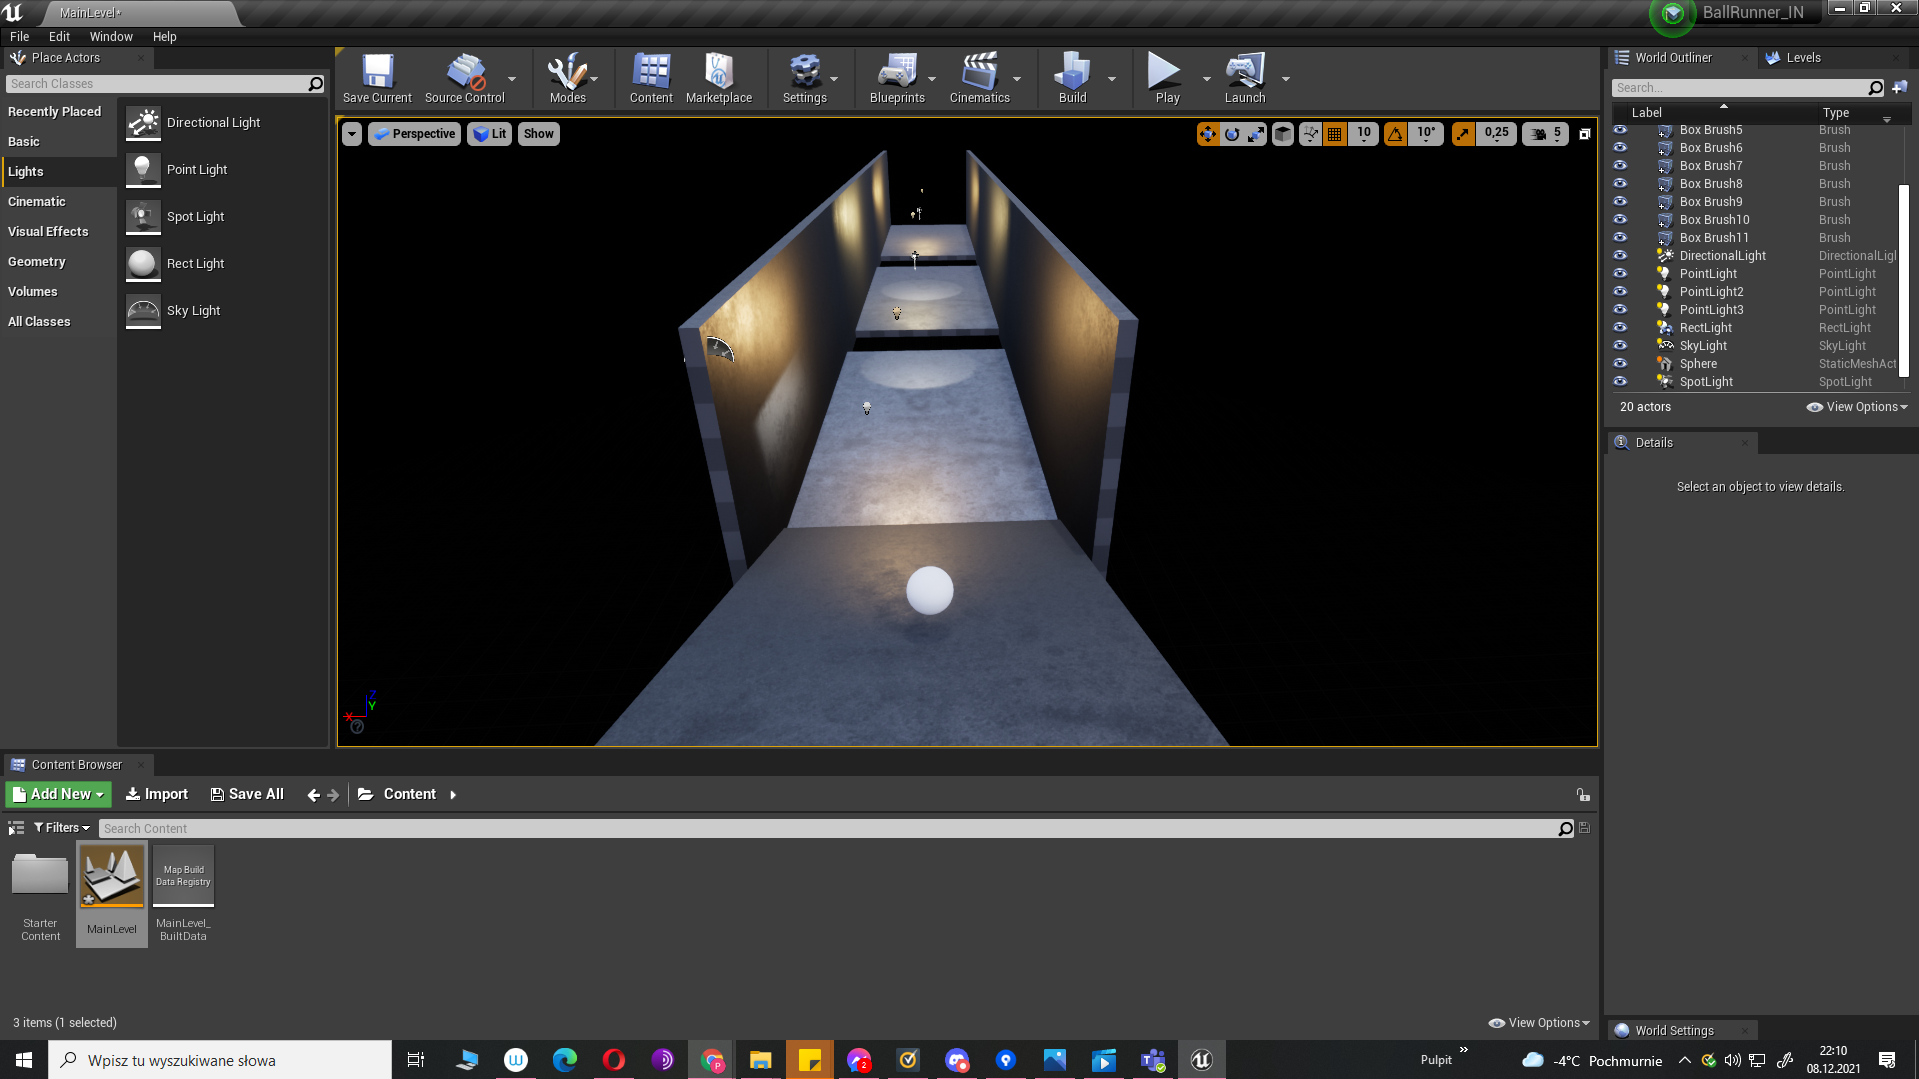 MainLevel*
BallRunner_IN
File Edit Window Help
Place Actors
Search Classes
Recently Placed
Basic
Lights
Cinematic
Visual Effects
Geometry
Volumes
All Classes
Directional Light
Point Light
Spot Light
Rect Light
Sky Light
Save Current
Source Control
Modes
Content
Marketplace
Settings
Blueprints
Cinematics
Build
Play
Launch
Perspective
Lit
Show
10
10°
0,25
5
Z
Y
X
World Outliner
Levels
Search...
Label Type
Box Brush5 Brush
Box Brush6 Brush
Box Brush7 Brush
Box Brush8 Brush
Box Brush9 Brush
Box Brush10 Brush
Box Brush11 Brush
DirectionalLight DirectionalLigl
PointLight PointLight
PointLight2 PointLight
PointLight3 PointLight
RectLight RectLight
SkyLight SkyLight
Sphere StaticMeshAct
SpotLight SpotLight
20 actors
View Options
Details
Select an object to view details.
Content Browser
Add New
Import
Save All
Content
Filters
Search Content
Starter
Content
MainLevel
Map Build
Data Registry
MainLevel_
BuiltData
3 items (1 selected)
View Options
World Settings
Wpisz tu wyszukiwane słowa
P
2
Pulpit
-4°C Pochmurnie
22:10
08.12.2021